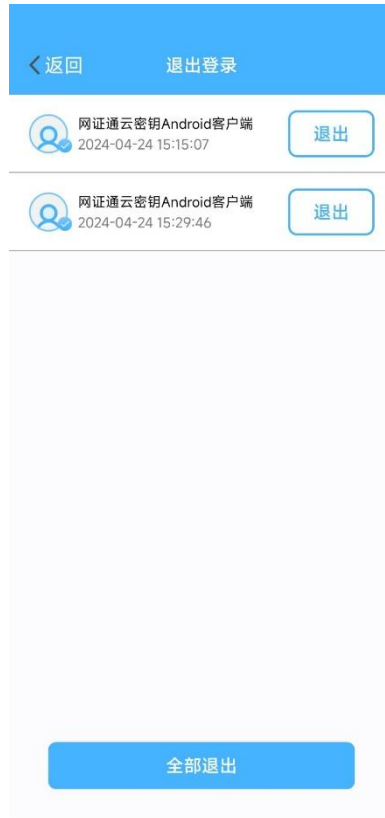 返回
退出登录
网证通云密钥Android客户端
2024-04-24 15:15:07
退出
网证通云密钥Android客户端
2024-04-24 15:29:46
退出
全部退出